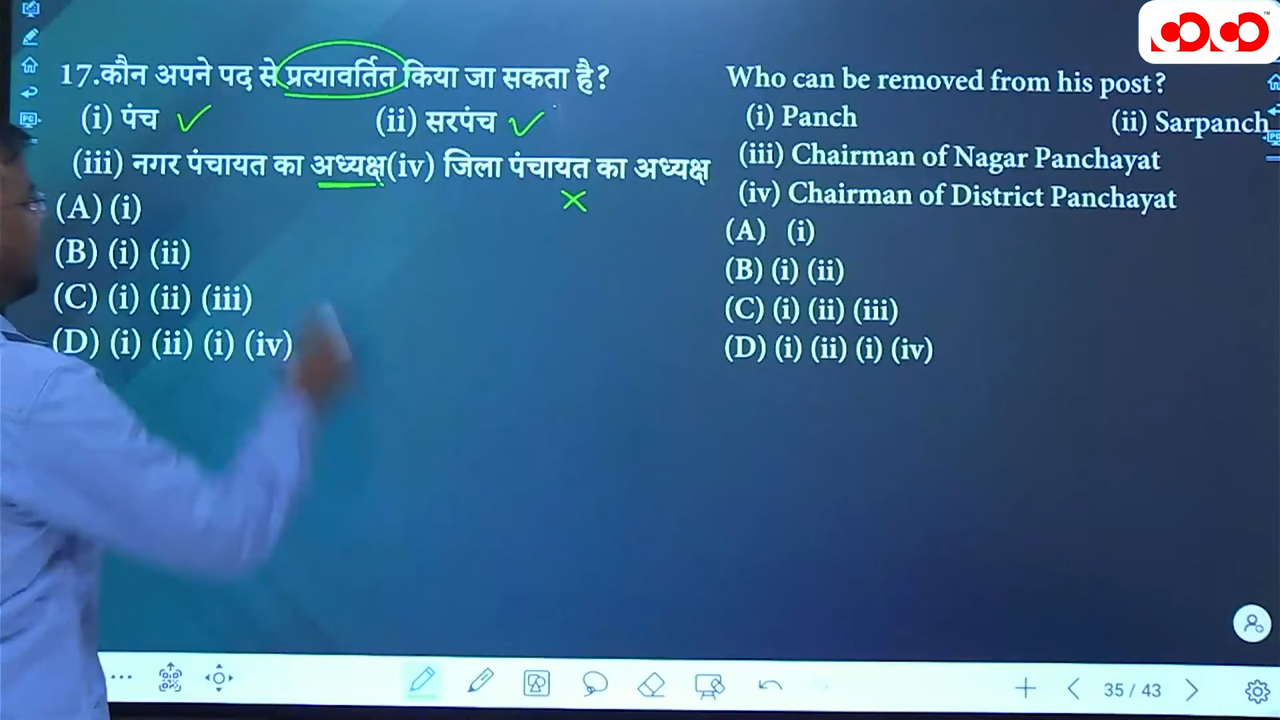 17.कौन अपने पद से प्रत्यावर्तित किया जा सकता है?
(i) पंच (ii) सरपंच
(iii) नगर पंचायत का अध्यक्ष(iv) जिला पंचायत का अध्यक्ष
(A) (i)
(B) (i) (ii)
(C) (i) (ii) (iii)
(D) (i) (ii) (i) (iv)
Who can be removed from his post?
(i) Panch (ii) Sarpanch
(iii) Chairman of Nagar Panchayat
(iv) Chairman of District Panchayat
(A) (i)
(B) (i) (ii)
(C) (i) (ii) (iii)
(D) (i) (ii) (i) (iv)
35 / 43
PC
TM